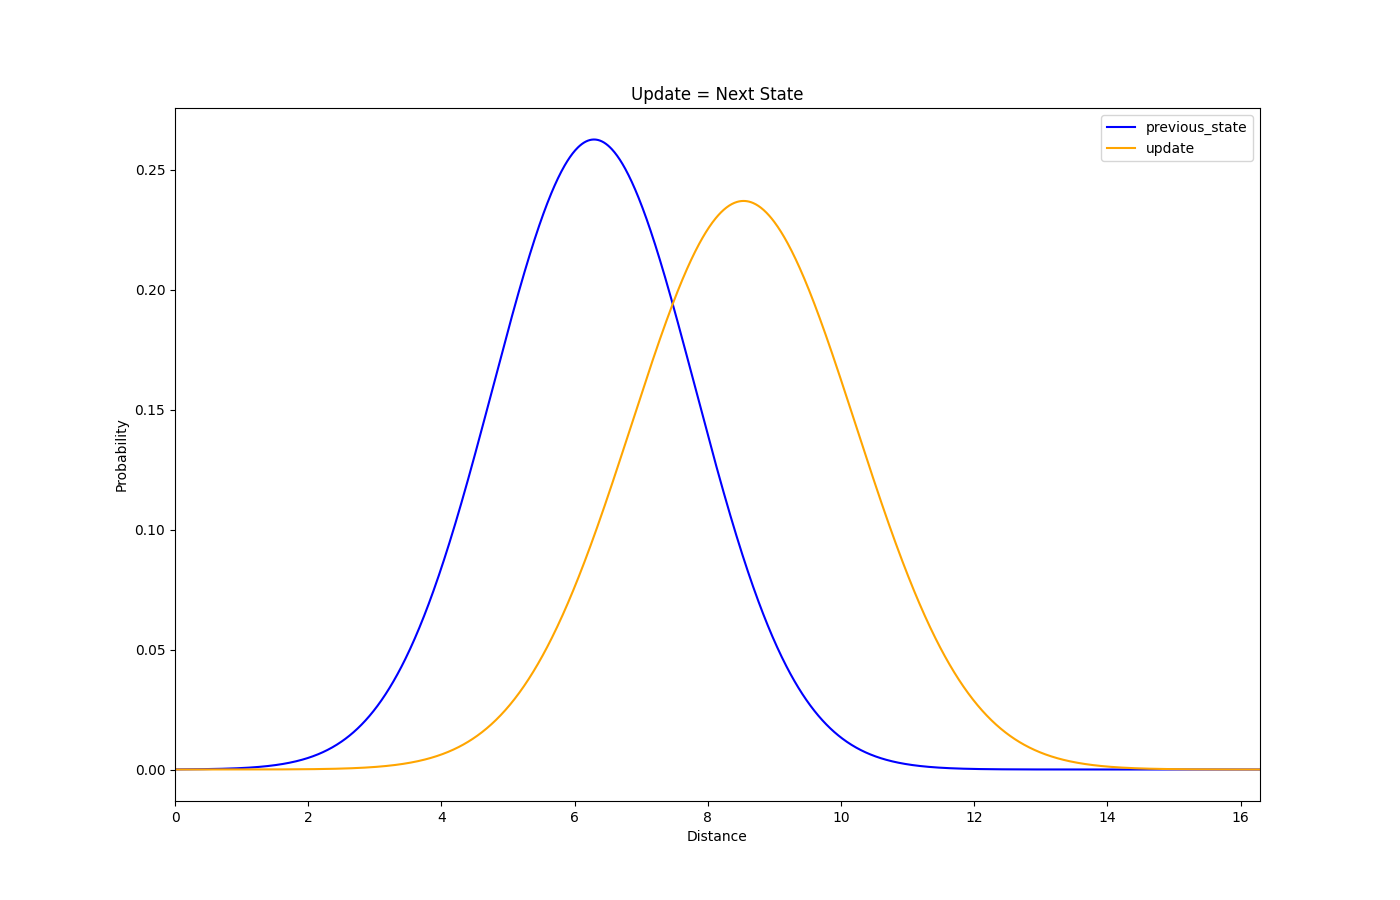 Update = Next State
previous_state
update
0.25
0.20
0.15
0.10
0.05
0.00
Probability
0 2 4 6 8 10 12 14 16
Distance